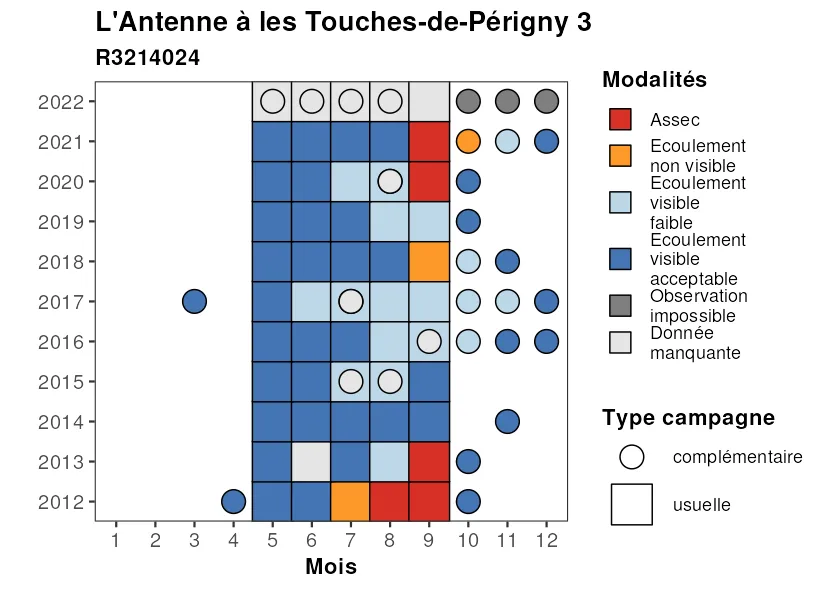 L'Antenne à les Touches-de-Périgny 3
R3214024
2022
2021
2020
2019
2018
2017
2016
2015
2014
2013
2012
1 2 3 4 5 6 7 8 9 10 11 12
Mois
Modalités
Assec
Ecoulement
non visible
Ecoulement
visible
faible
Ecoulement
visible
acceptable
Observation
impossible
Donnée
manquante
Type campagne
complémentaire
usuelle